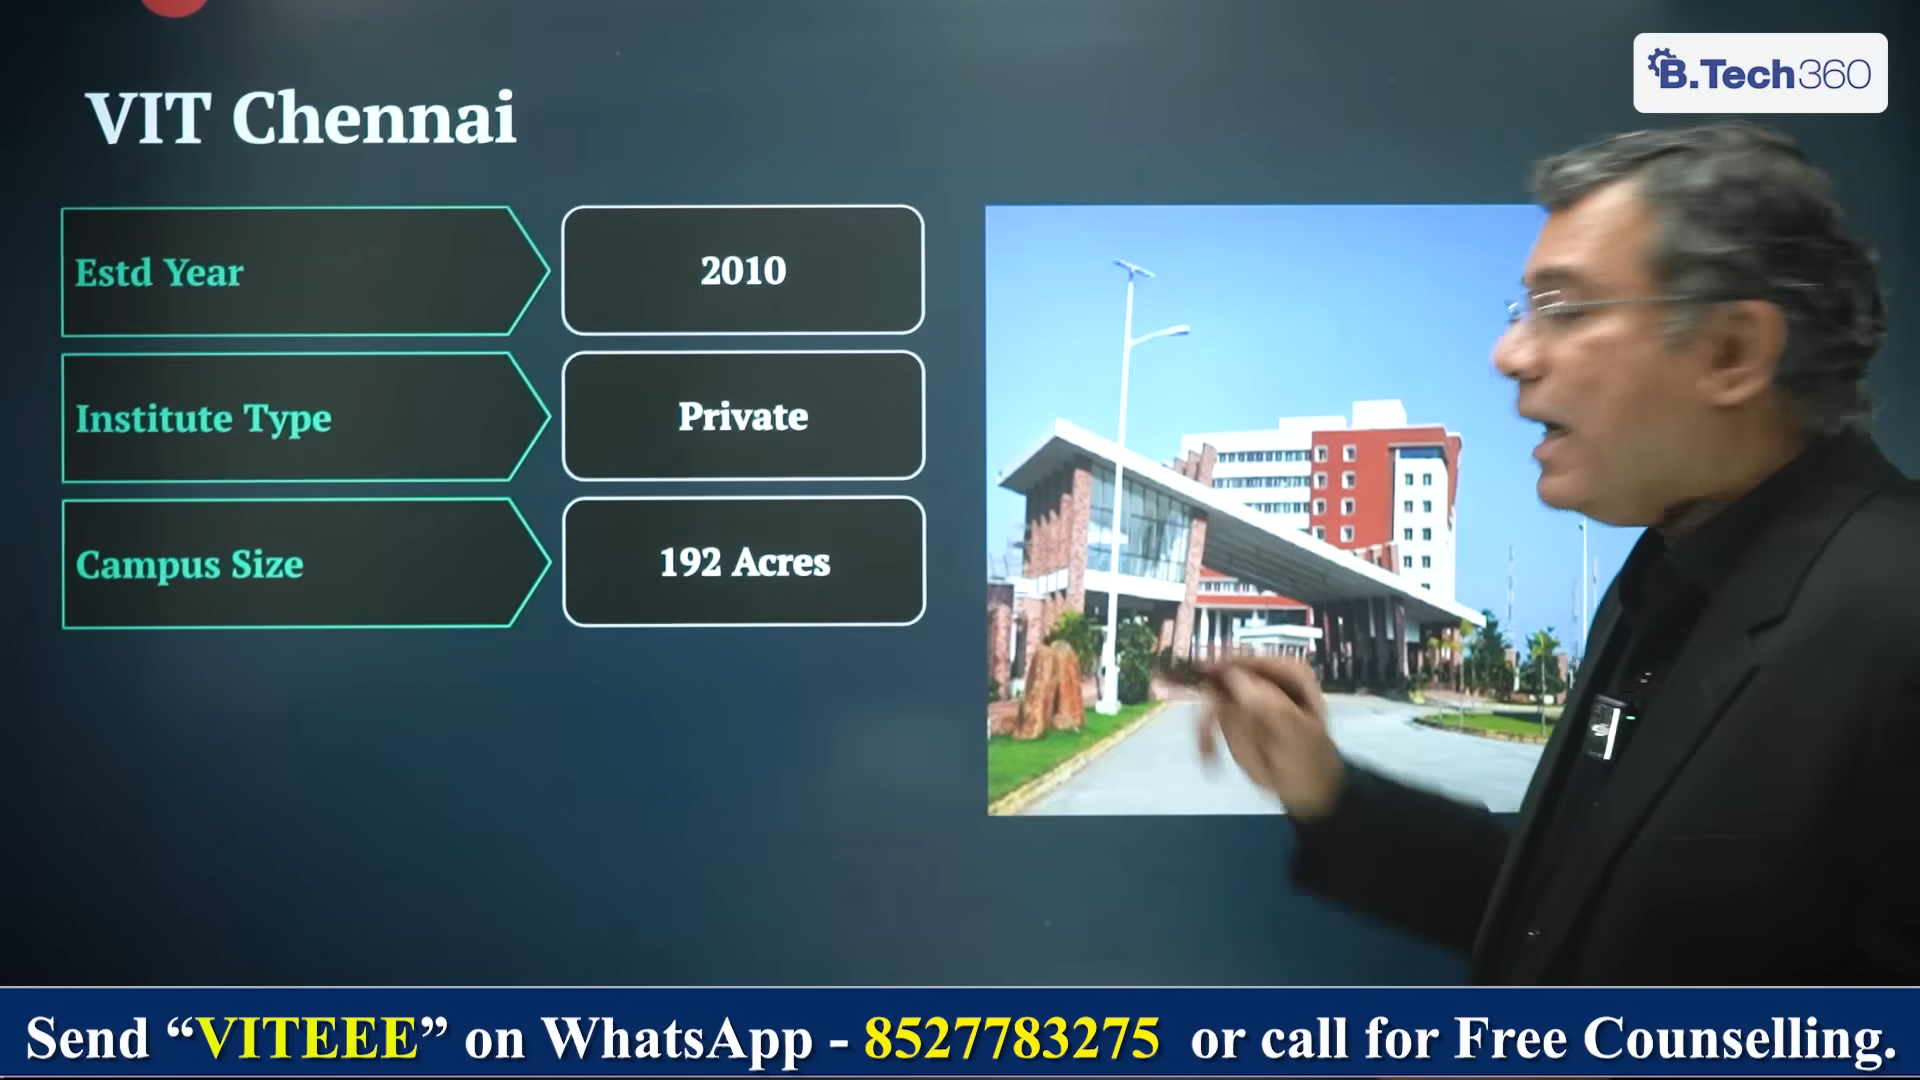 B.Tech360
VIT Chennai
Estd Year
2010
Institute Type
Private
Campus Size
192 Acres
Send “VITEEE” on WhatsApp - 8527783275 or call for Free Counselling.